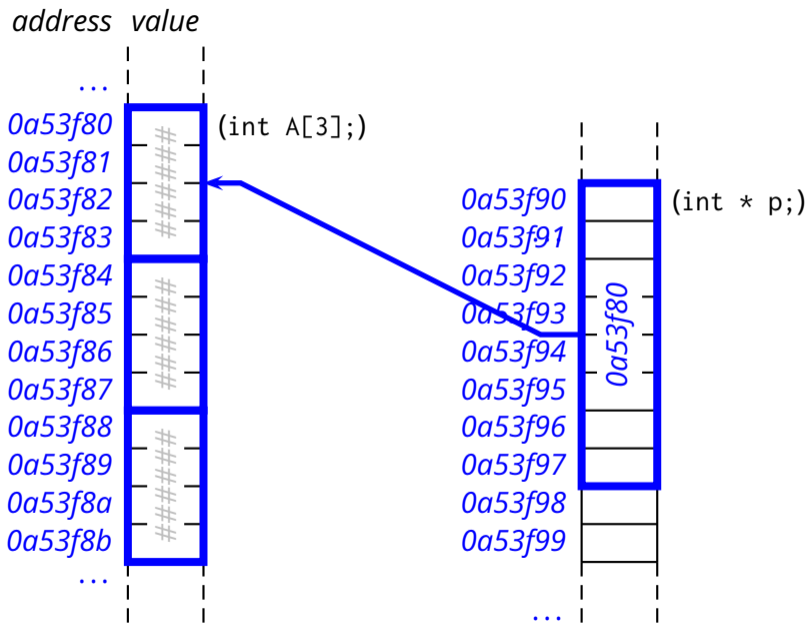 address value
...
0a53f80 (int A[3];)
0a53f81
0a53f82
0a53f83
0a53f84
0a53f85
0a53f86
0a53f87
0a53f88
0a53f89
0a53f8a
0a53f8b
...
######
######
######
0a53f90 (int * p;)
0a53f91
0a53f92
0a53f93
0a53f94
0a53f95
0a53f96
0a53f97
0a53f98
0a53f99
...
0a53f80